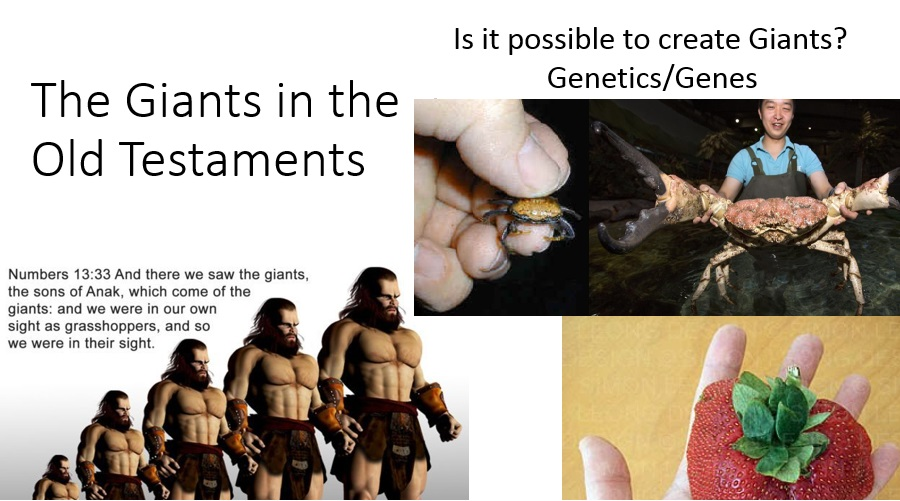 The Giants in the
Old Testaments
Numbers 13:33 And there we saw the giants,
the sons of Anak, which come of the
giants: and we were in our own
sight as grasshoppers, and so
we were in their sight.
Is it possible to create Giants?
Genetics/Genes